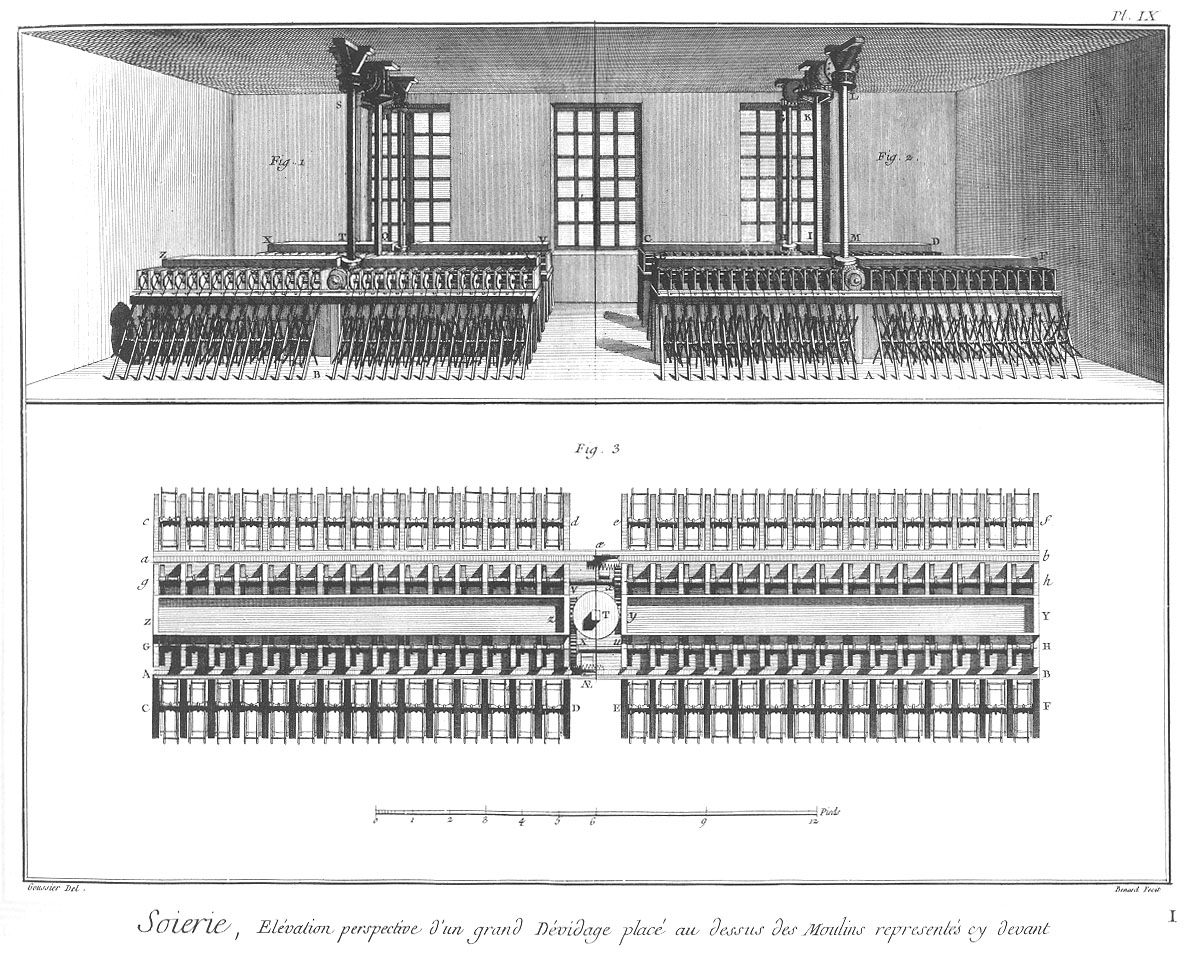 Pl. IX
S
L
K
Fig. 1
Fig. 2.
X T Q V C I M D
Z F
B A
Fig. 3
c d e f
æ
a b
g h
V x
z z T y Y
X u
G H
A B
Æ
C D E F
0 1 2 3 4 5 6 9 12 Pieds
Goussier Del.
Benard Fecit
Soierie, Elévation perspective d'un grand Dévidage placé au dessus des Moulins representés cy devant
I